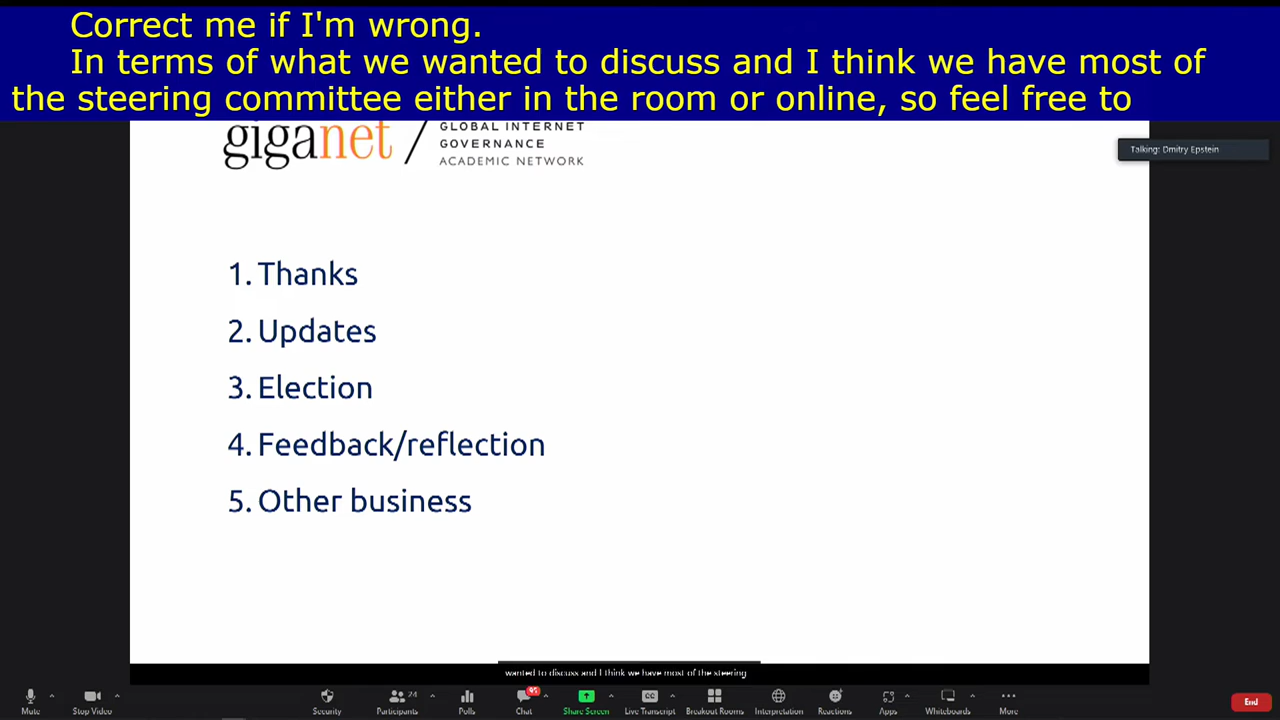 Correct me if I'm wrong.
In terms of what we wanted to discuss and I think we have most of
the steering committee either in the room or online, so feel free to
giganet / GLOBAL INTERNET
GOVERNANCE
ACADEMIC NETWORK
Talking: Dmitry Epstein
1. Thanks
2. Updates
3. Election
4. Feedback/reflection
5. Other business
wanted to discuss and I think we have most of the steering
24
45
CC
Mute
Stop Video
Security
Participants
Polls
Chat
Share Screen
Live Transcript
Breakout Rooms
Interpretation
Reactions
Apps
Whiteboards
More
End